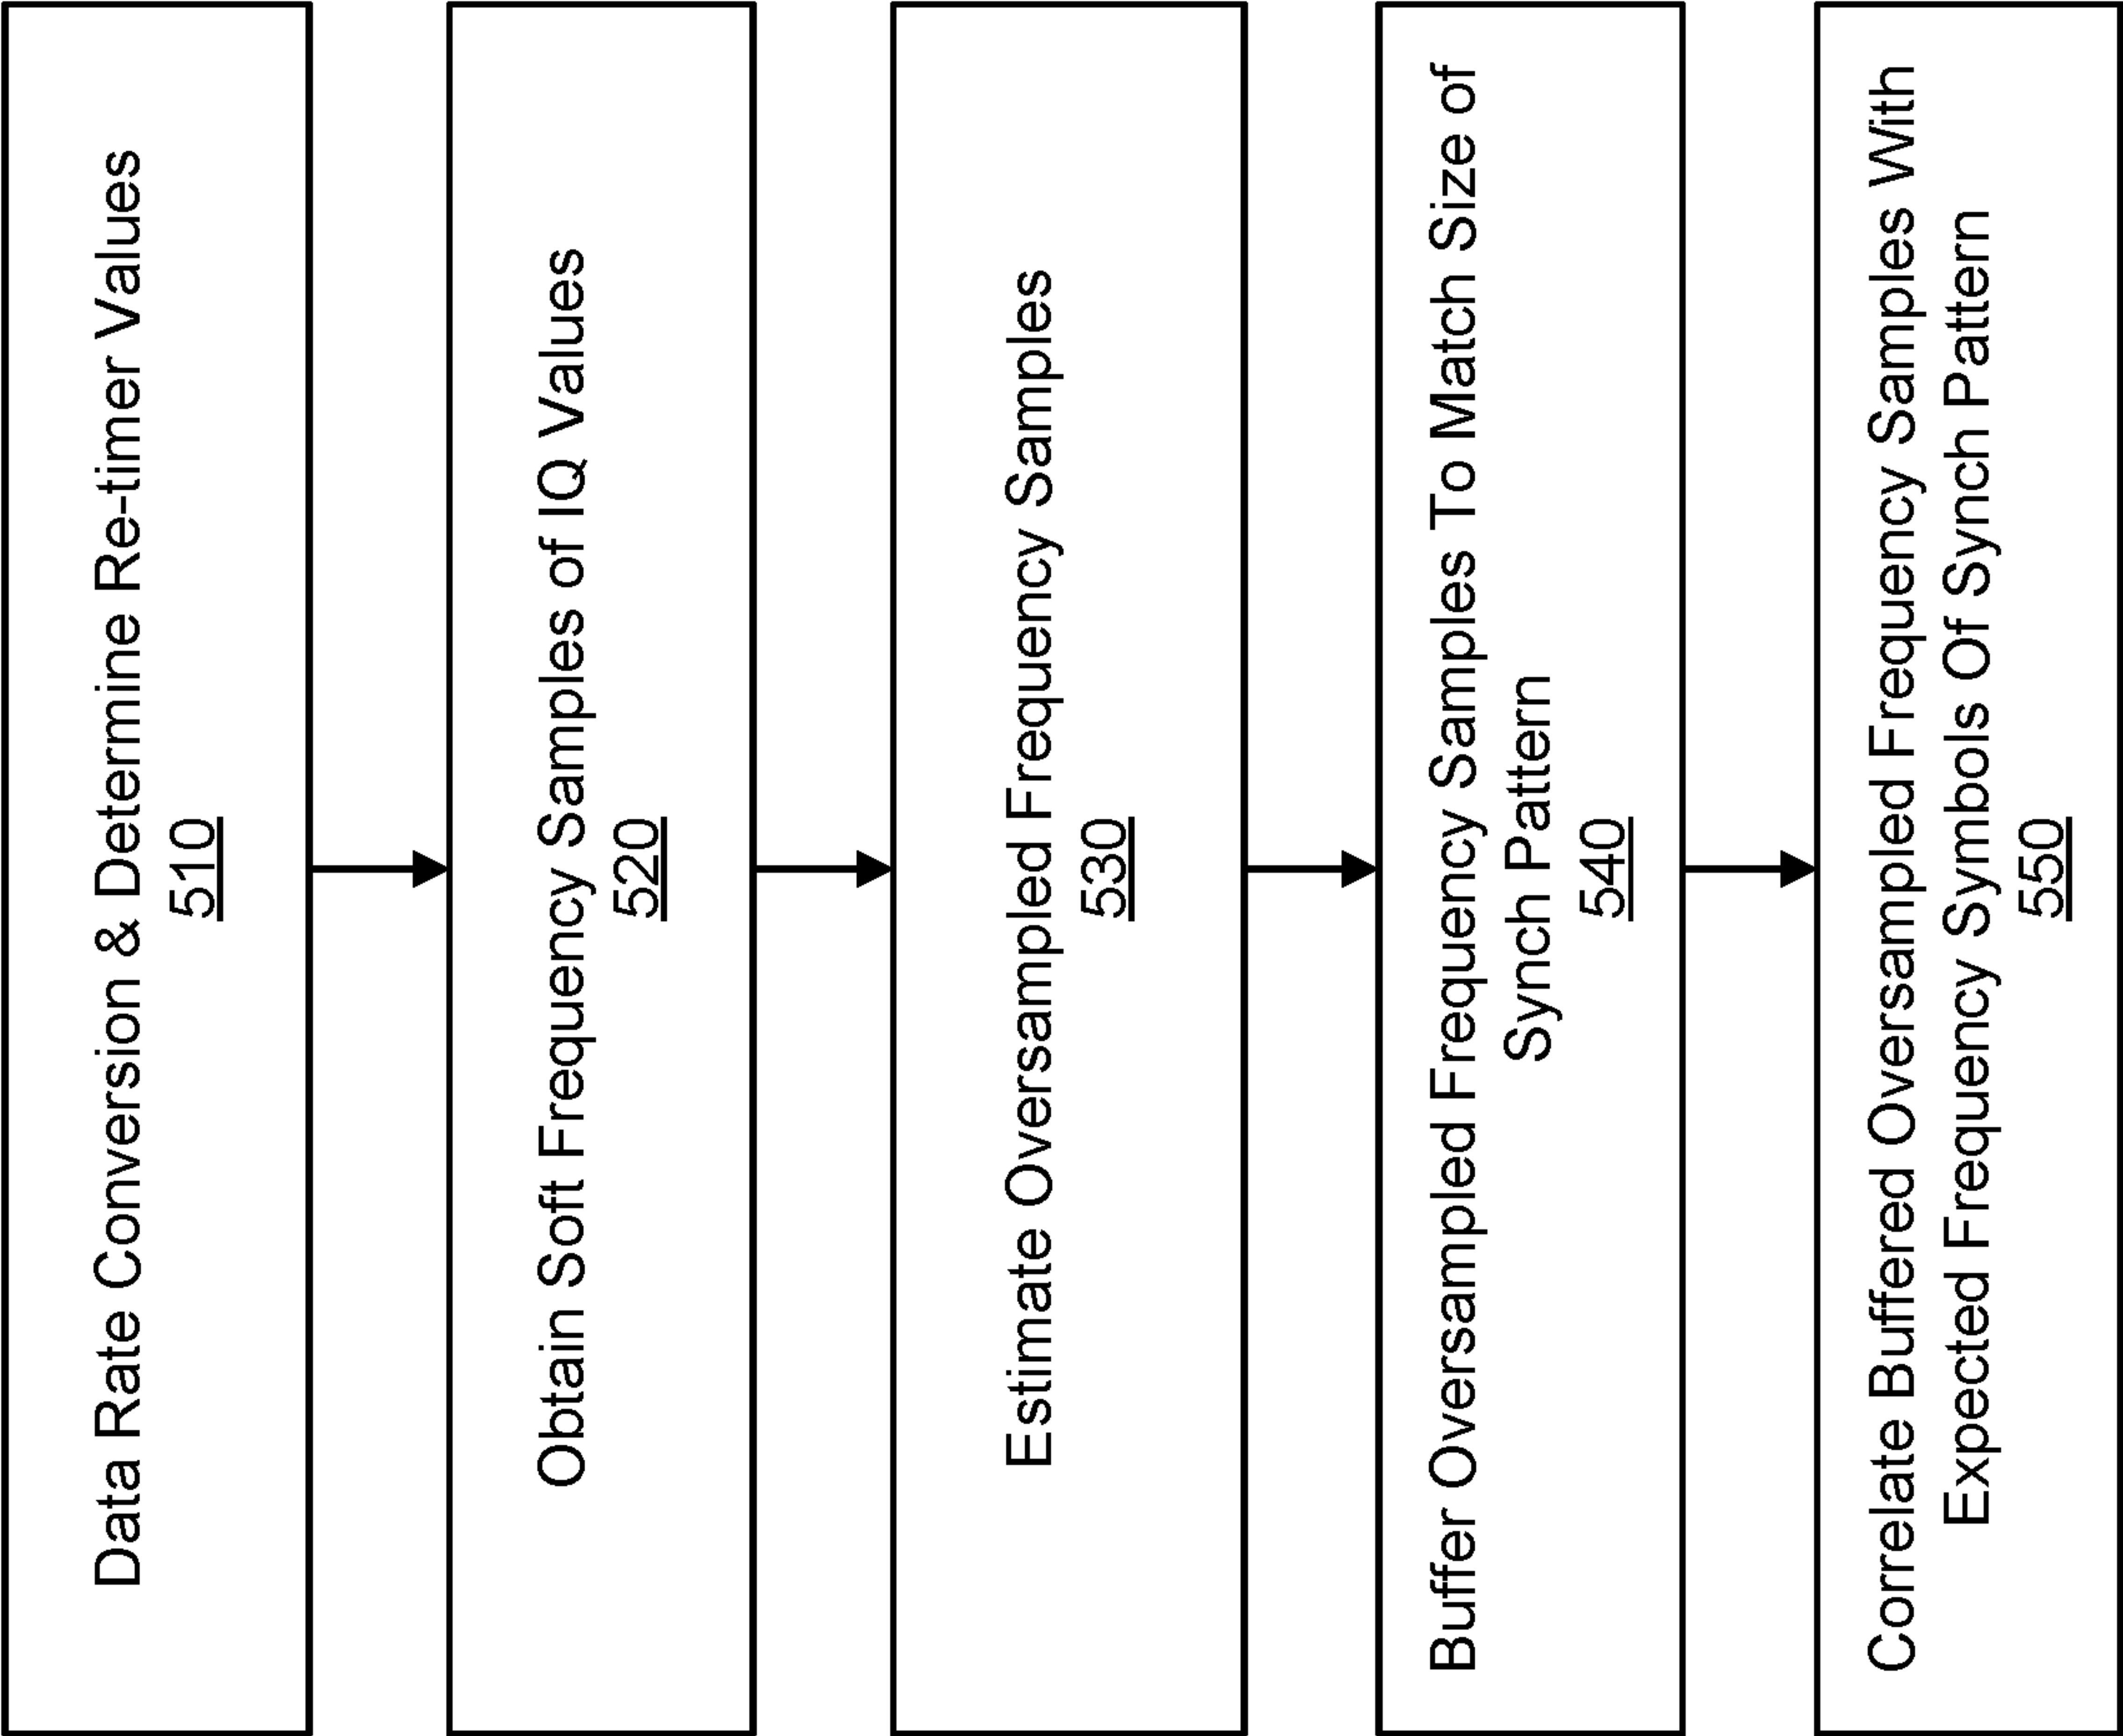 Data Rate Conversion & Determine Re-timer Values
510
Obtain Soft Frequency Samples of IQ Values
520
Estimate Oversampled Frequency Samples
530
Buffer Oversampled Frequency Samples To Match Size of
Synch Pattern
540
Correlate Buffered Oversampled Frequency Samples With
Expected Frequency Symbols Of Synch Pattern
550